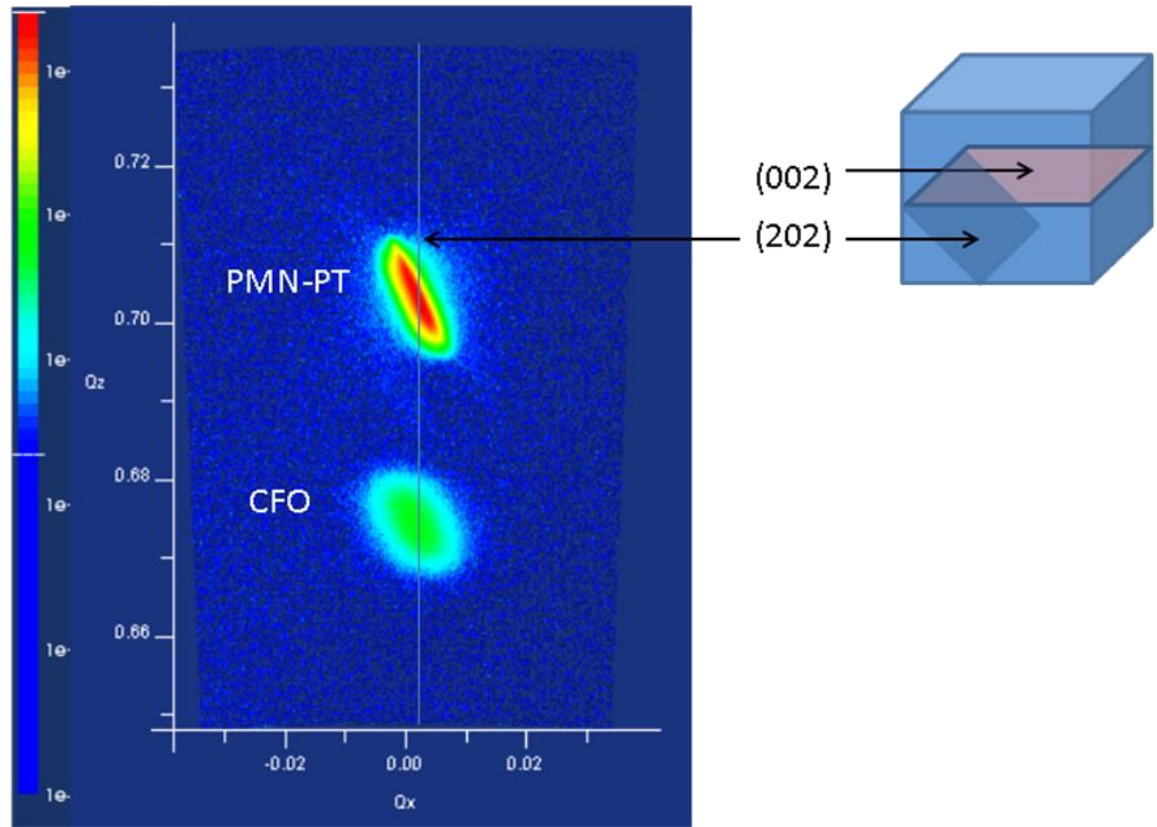 1e-
1e-
1e-
1e-
1e-
1e-
0.72
0.70
0.68
0.66
Qz
PMN-PT
CFO
-0.02
0.00
0.02
Qx
(002)
(202)